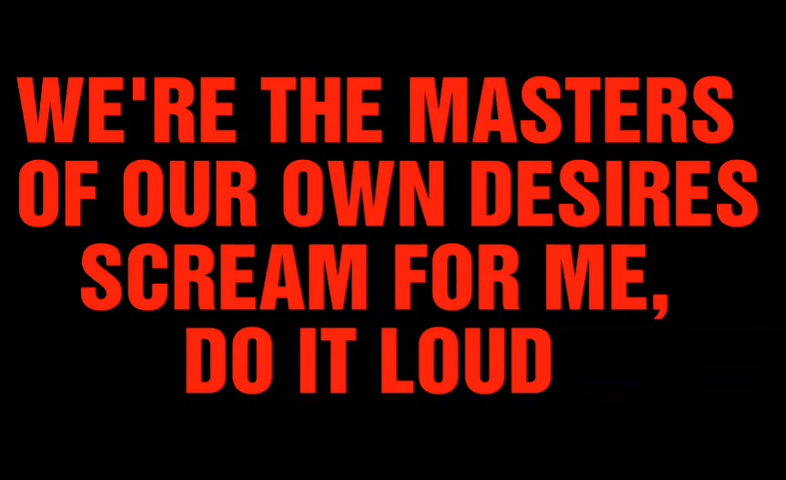 WE'RE THE MASTERS
OF OUR OWN DESIRES
SCREAM FOR ME,
DO IT LOUD